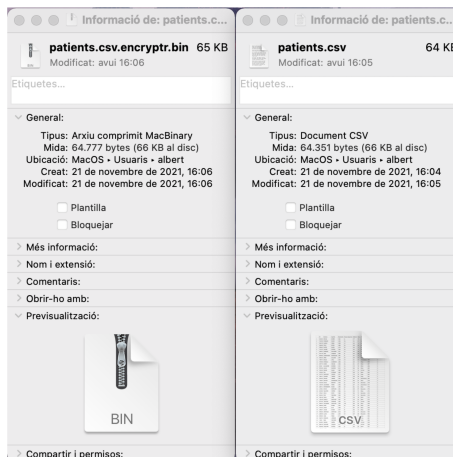 Informació de: patients.c...
patients.csv.encryptr.bin 65 KB
Modificat: avui 16:06
Etiquetes...
General:
Tipus: Arxiu comprimit MacBinary
Mida: 64.777 bytes (66 KB al disc)
Ubicació: MacOS ▸ Usuaris ▸ albert
Creat: 21 de novembre de 2021, 16:06
Modificat: 21 de novembre de 2021, 16:06
Plantilla
Bloquejar
Més informació:
Nom i extensió:
Comentaris:
Obrir-ho amb:
Previsualització:
BIN
Compartir i permisos:
Informació de: patients.c...
patients.csv 64 KB
Modificat: avui 16:05
Etiquetes...
General:
Tipus: Document CSV
Mida: 64.351 bytes (66 KB al disc)
Ubicació: MacOS ▸ Usuaris ▸ albert
Creat: 21 de novembre de 2021, 16:04
Modificat: 21 de novembre de 2021, 16:05
Plantilla
Bloquejar
Més informació:
Nom i extensió:
Comentaris:
Obrir-ho amb:
Previsualització:
CSV
Compartir i permisos: